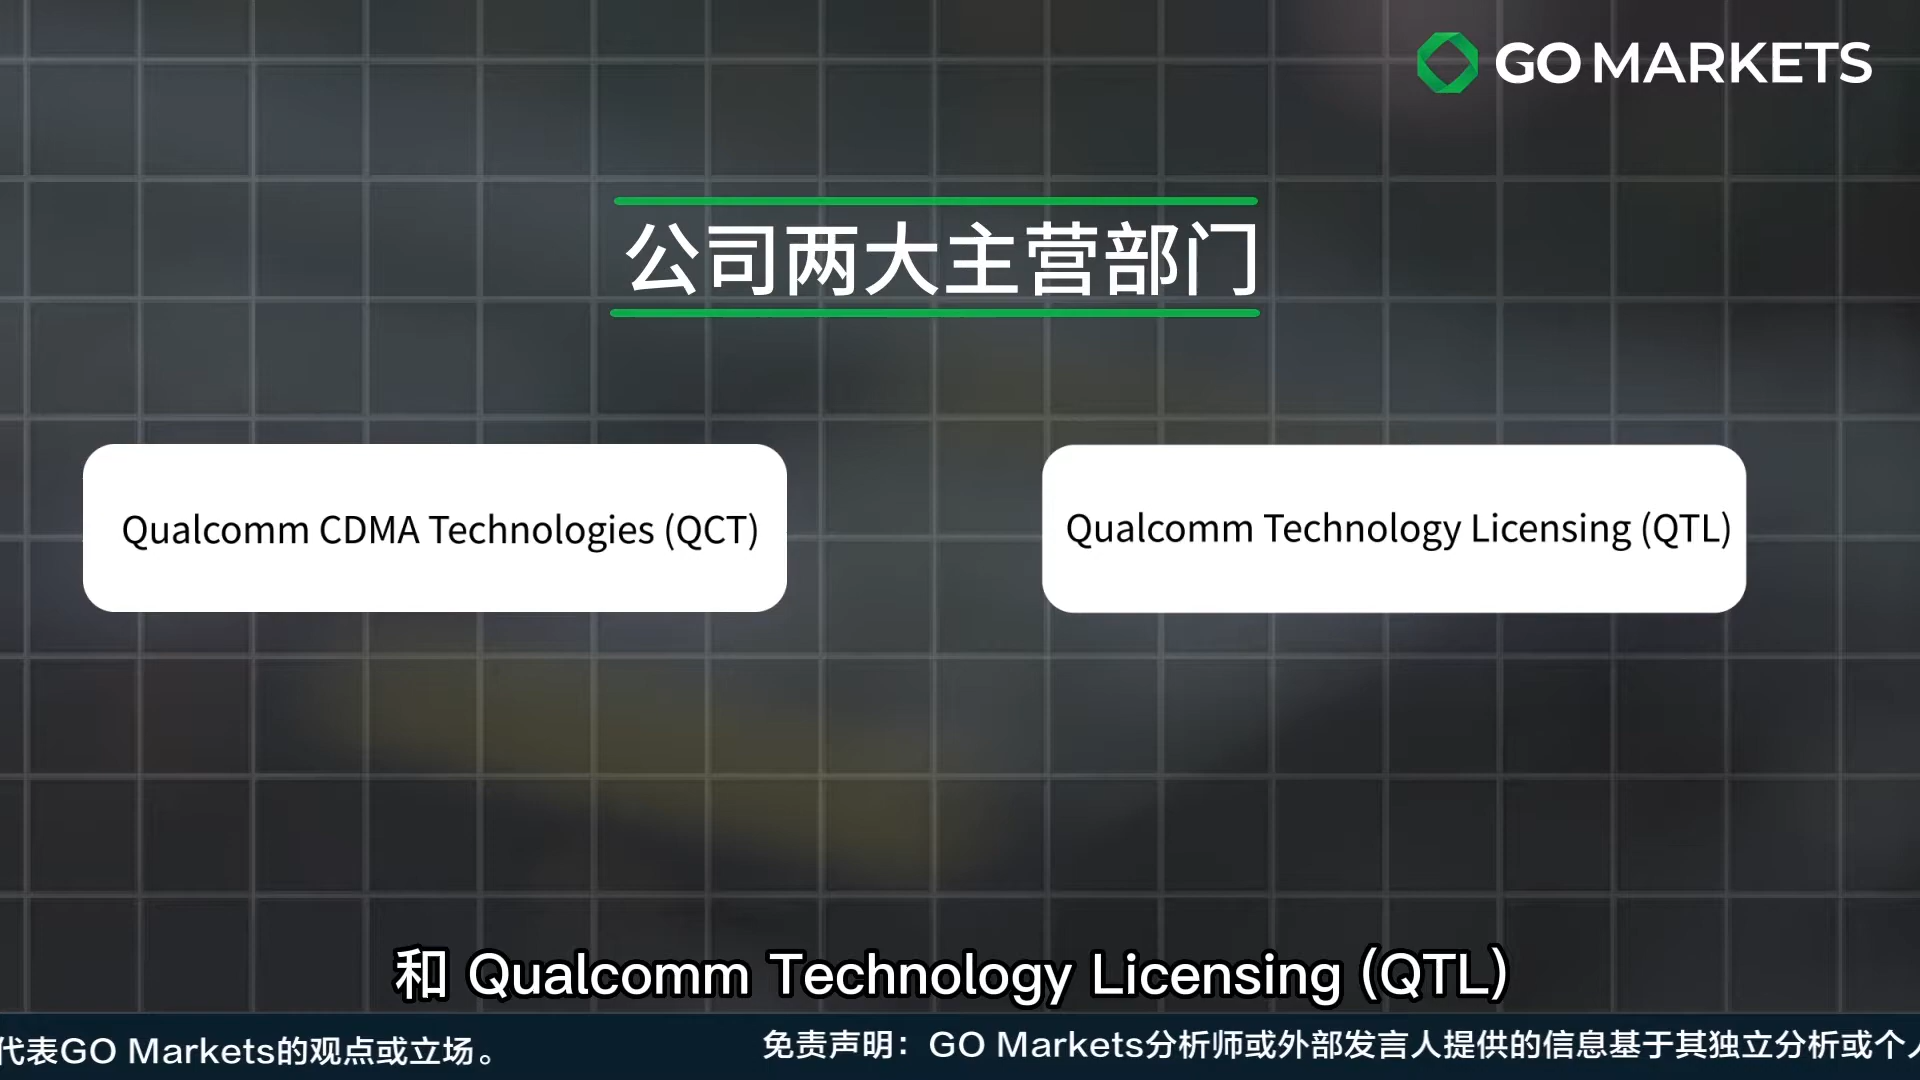 GO MARKETS
公司两大主营部门
Qualcomm CDMA Technologies (QCT)
Qualcomm Technology Licensing (QTL)
和 Qualcomm Technology Licensing (QTL)
代表GO Markets的观点或立场。
免责声明：GO Markets分析师或外部发言人提供的信息基于其独立分析或个人